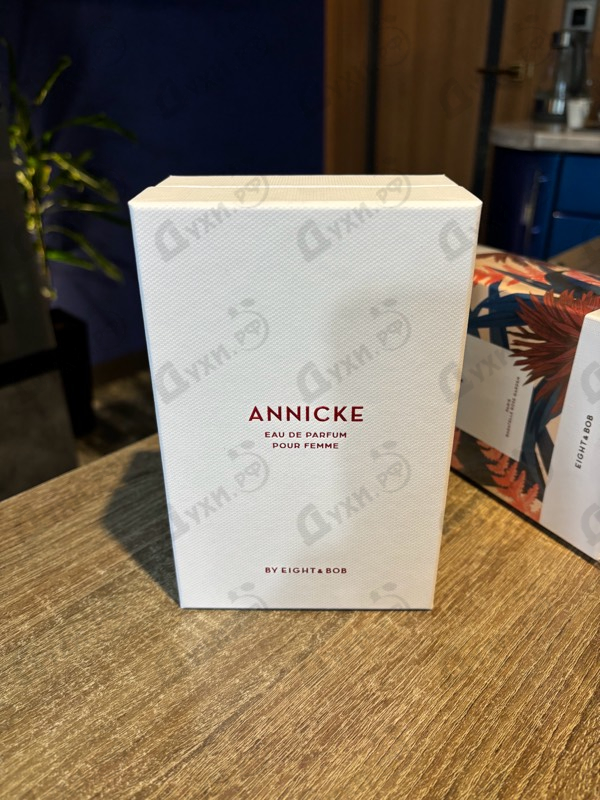 ANNICKE
EAU DE PARFUM
POUR FEMME
BY EIGHT & BOB
EIGHT & BOB
Духи.рф